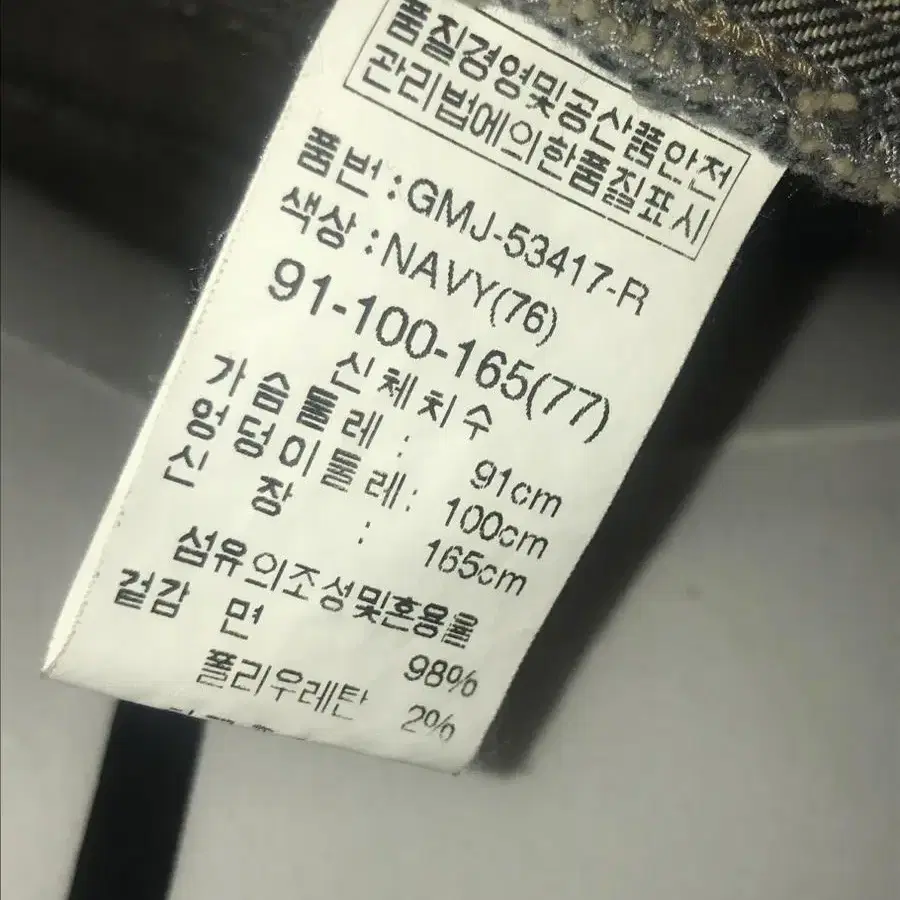 품질경영및공산품안전
관리법에의한품질표시
품번 : GMJ-53417-R
색상 : NAVY(76)
91-100-165(77)
신체치수
가슴둘레 : 91cm
엉덩이둘레 : 100cm
신장 : 165cm
섬유의조성및혼용율
겉감 면 98%
폴리우레탄 2%